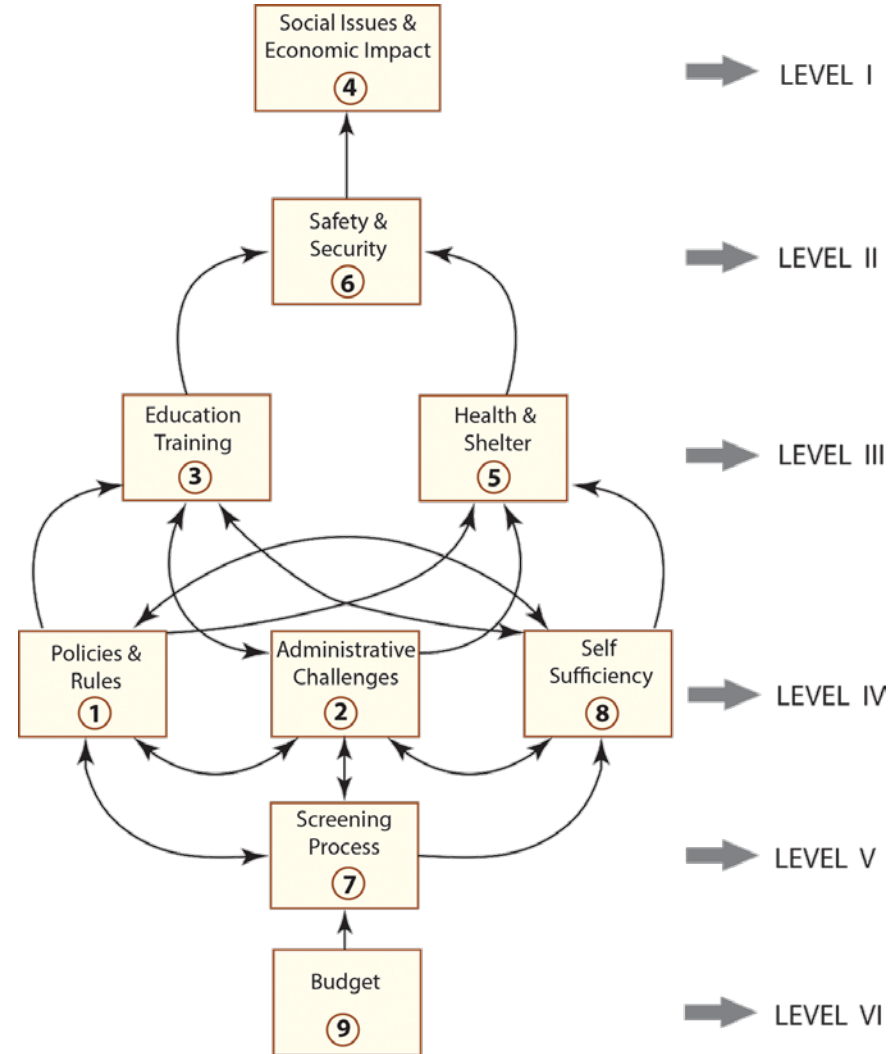 Social Issues &
Economic Impact
4
LEVEL I
Safety &
Security
6
LEVEL II
Education
Training
3
Health &
Shelter
5
LEVEL III
Policies &
Rules
1
Administrative
Challenges
2
Self
Sufficiency
8
LEVEL IV
Screening
Process
7
LEVEL V
Budget
9
LEVEL VI